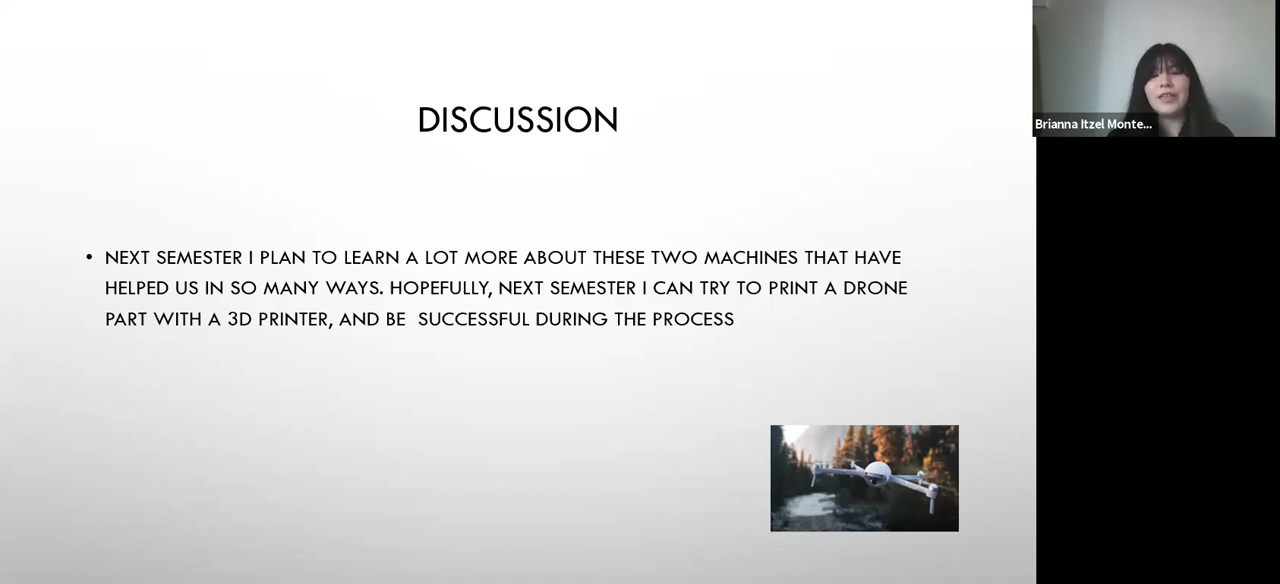 DISCUSSION
• NEXT SEMESTER I PLAN TO LEARN A LOT MORE ABOUT THESE TWO MACHINES THAT HAVE
HELPED US IN SO MANY WAYS. HOPEFULLY, NEXT SEMESTER I CAN TRY TO PRINT A DRONE
PART WITH A 3D PRINTER, AND BE  SUCCESSFUL DURING THE PROCESS
Brianna Itzel Monte...